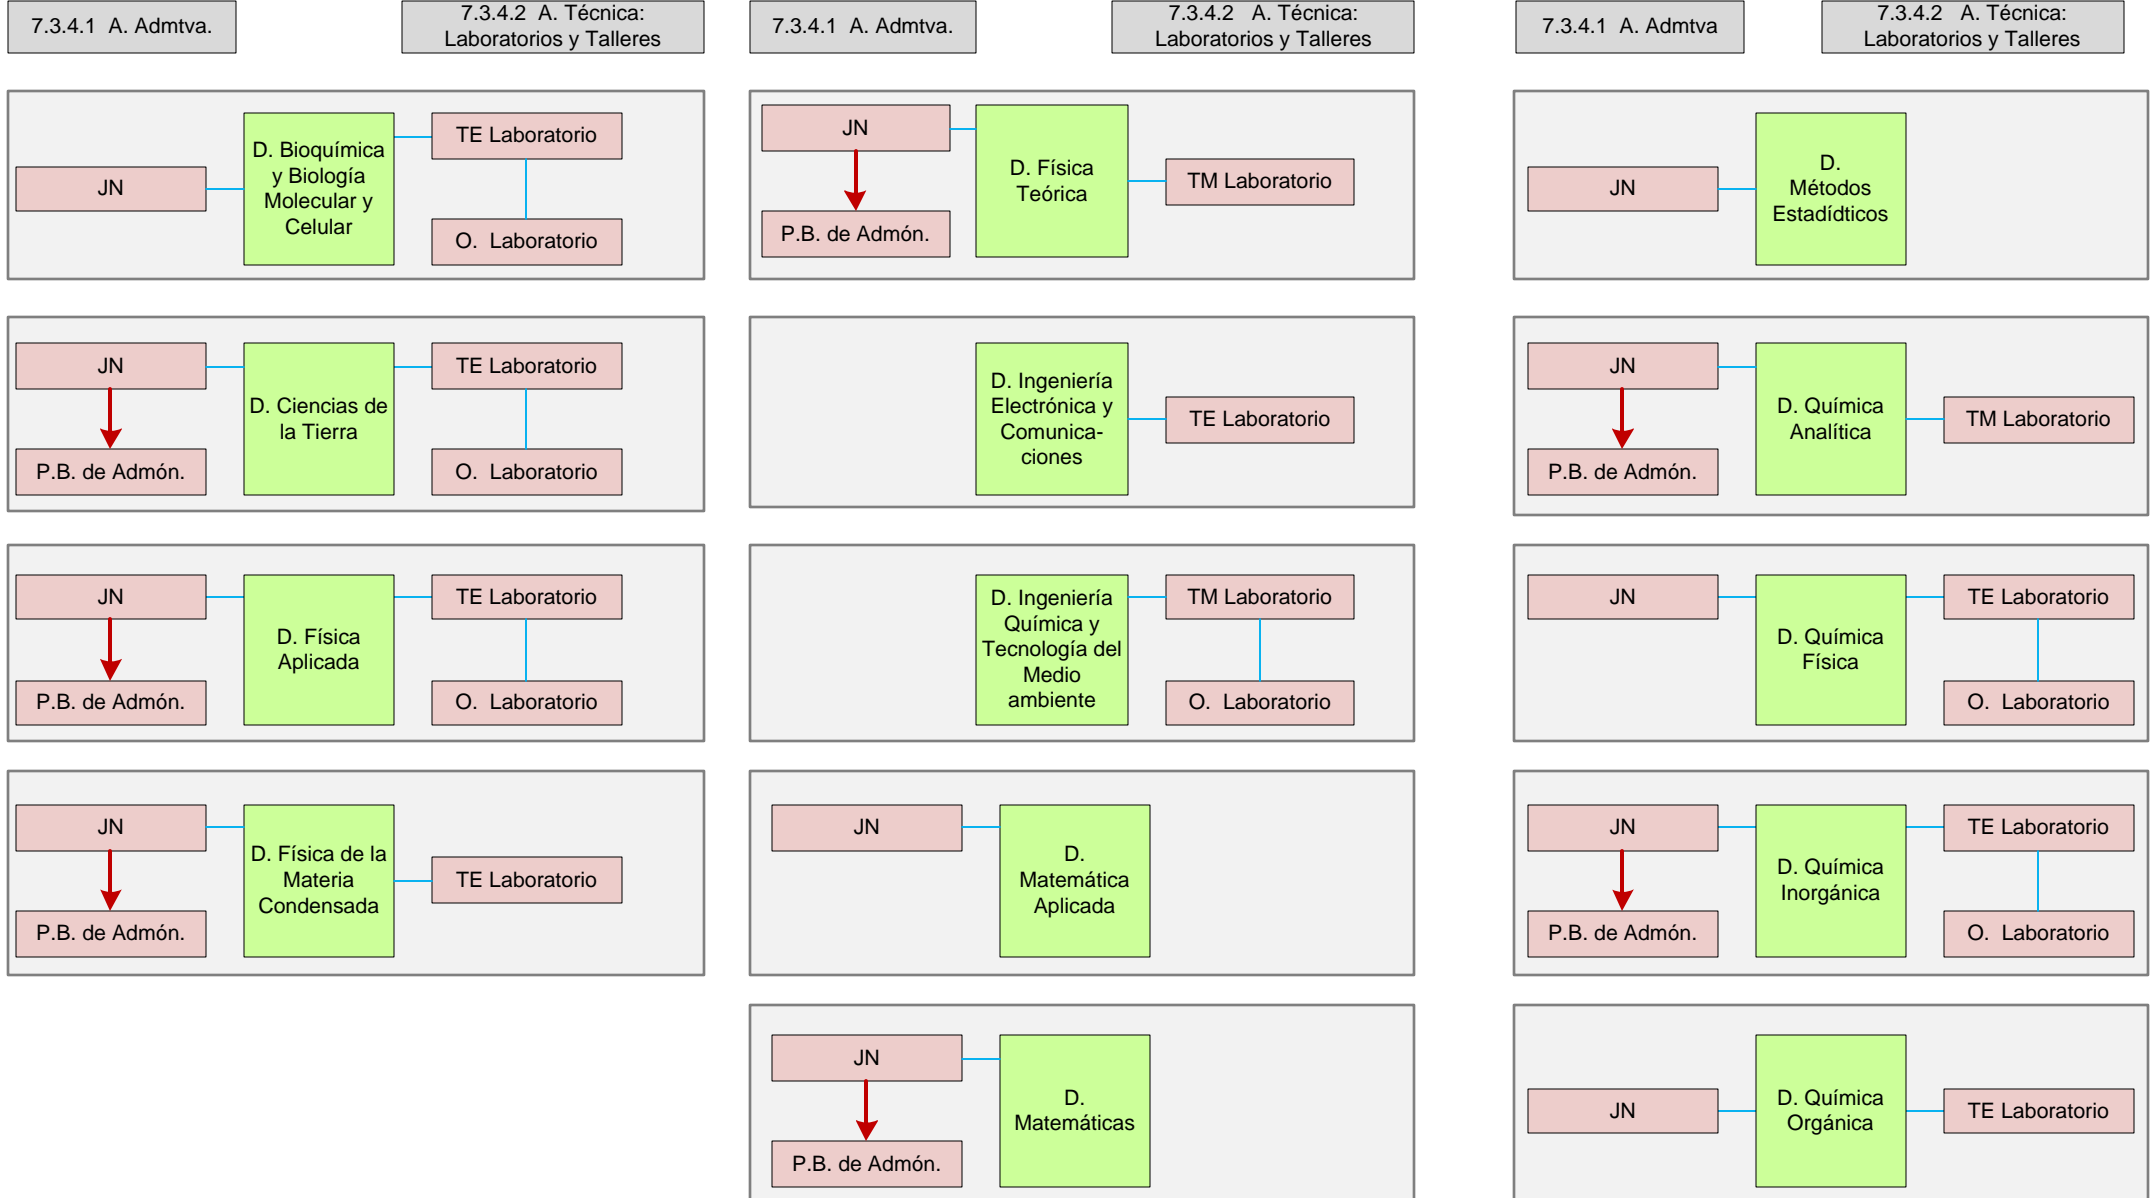 7.3.4.1  A. Admtva.
7.3.4.2   A. Técnica:
Laboratorios y Talleres
7.3.4.1  A. Admtva.
7.3.4.2   A. Técnica:
Laboratorios y Talleres
7.3.4.1  A. Admtva
7.3.4.2   A. Técnica:
Laboratorios y Talleres
JN
D. Bioquímica
y Biología
Molecular y
Celular
TE Laboratorio
O.  Laboratorio
JN
P.B. de Admón.
D. Ciencias de
la Tierra
TE Laboratorio
O.  Laboratorio
JN
P.B. de Admón.
D. Física
Aplicada
TE Laboratorio
O.  Laboratorio
JN
P.B. de Admón.
D. Física de la
Materia
Condensada
TE Laboratorio
JN
P.B. de Admón.
D. Física
Teórica
TM Laboratorio
D. Ingeniería
Electrónica y
Comunica-
ciones
TE Laboratorio
D. Ingeniería
Química y
Tecnología del
Medio
ambiente
TM Laboratorio
O.  Laboratorio
JN
D.
Matemática
Aplicada
JN
P.B. de Admón.
D.
Matemáticas
JN
D.
Métodos
Estadídticos
JN
P.B. de Admón.
D. Química
Analítica
TM Laboratorio
JN
D. Química
Física
TE Laboratorio
O.  Laboratorio
JN
P.B. de Admón.
D. Química
Inorgánica
TE Laboratorio
O.  Laboratorio
JN
D. Química
Orgánica
TE Laboratorio